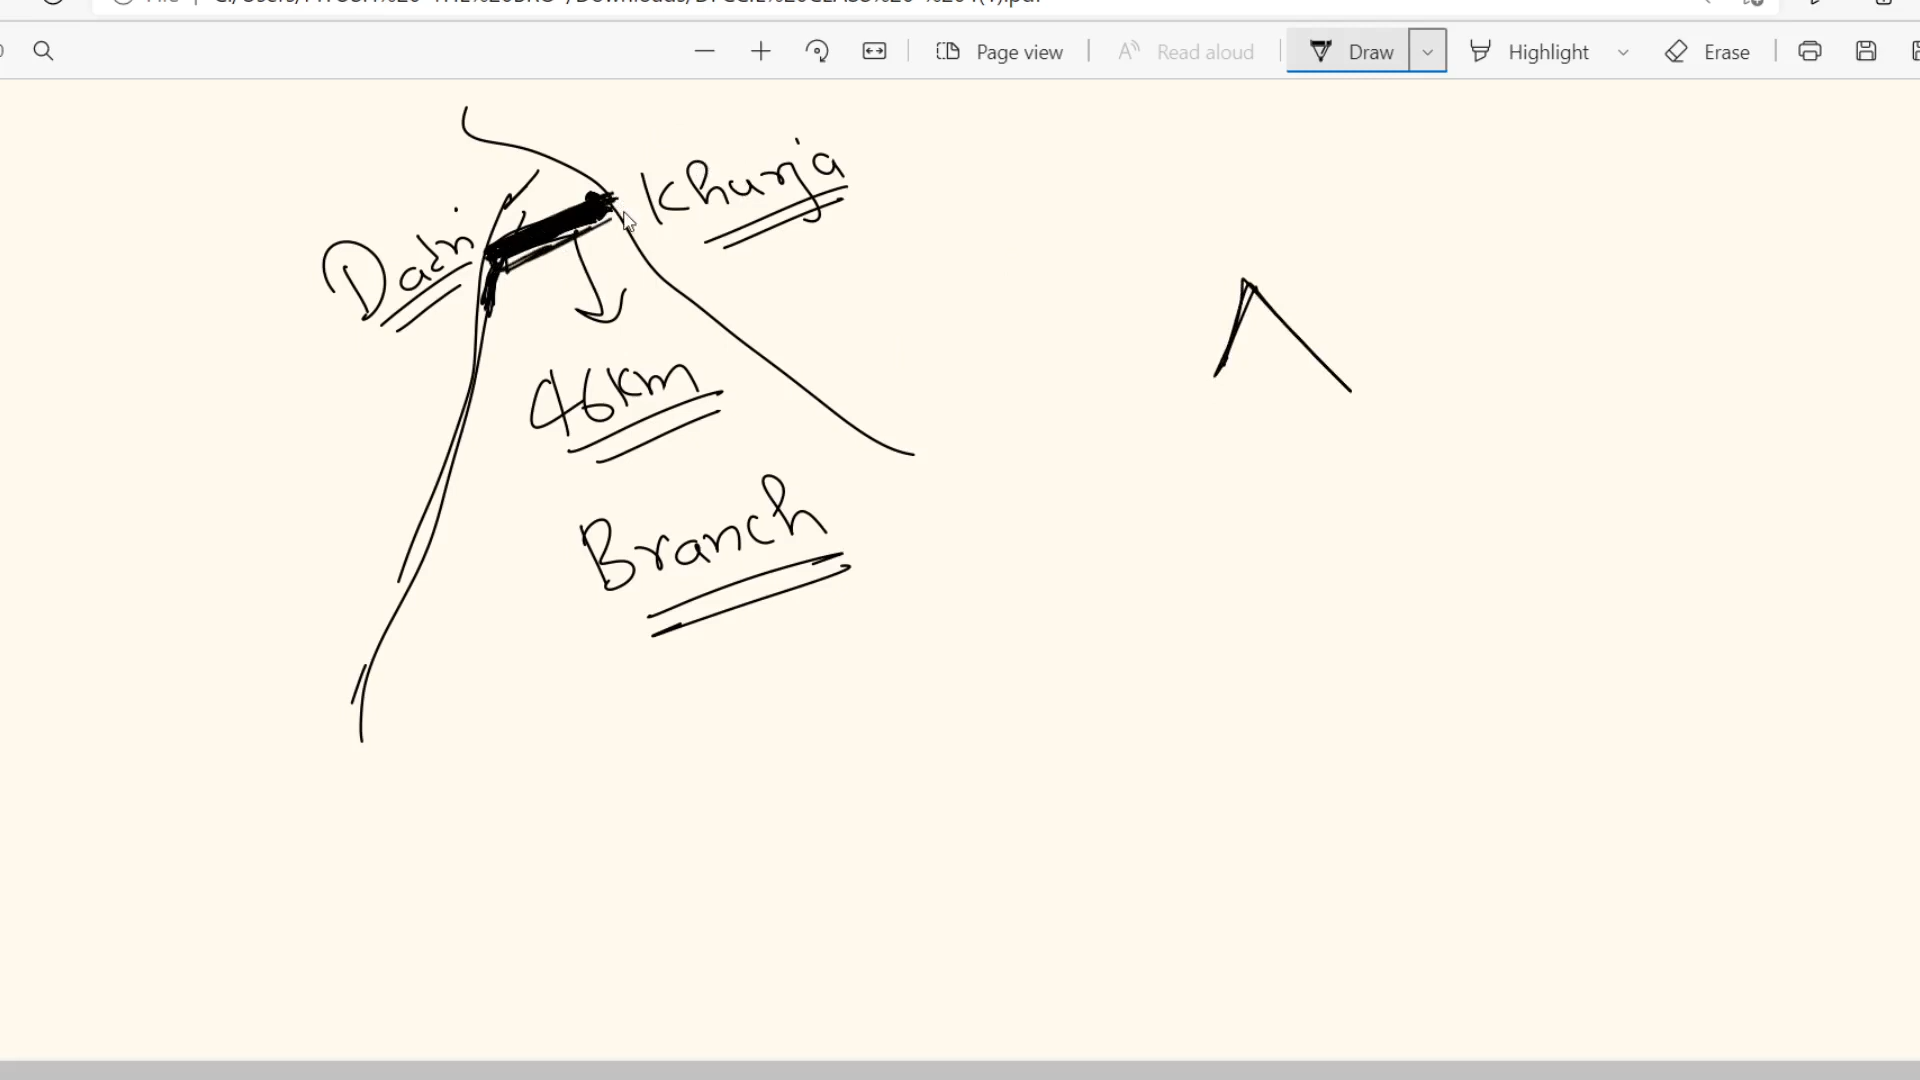 Page view
Read aloud
Draw
Highlight
Erase
Khurja
Dadri
46km
Branch